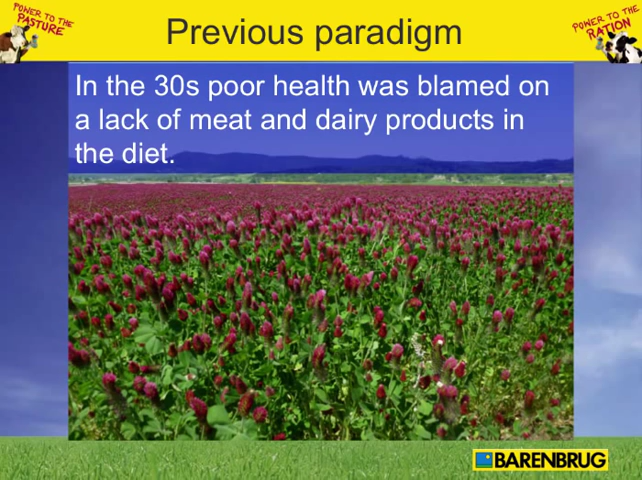 POWER TO THE
PASTURE
Previous paradigm
POWER TO THE
RATION
In the 30s poor health was blamed on
a lack of meat and dairy products in
the diet.
BARENBRUG